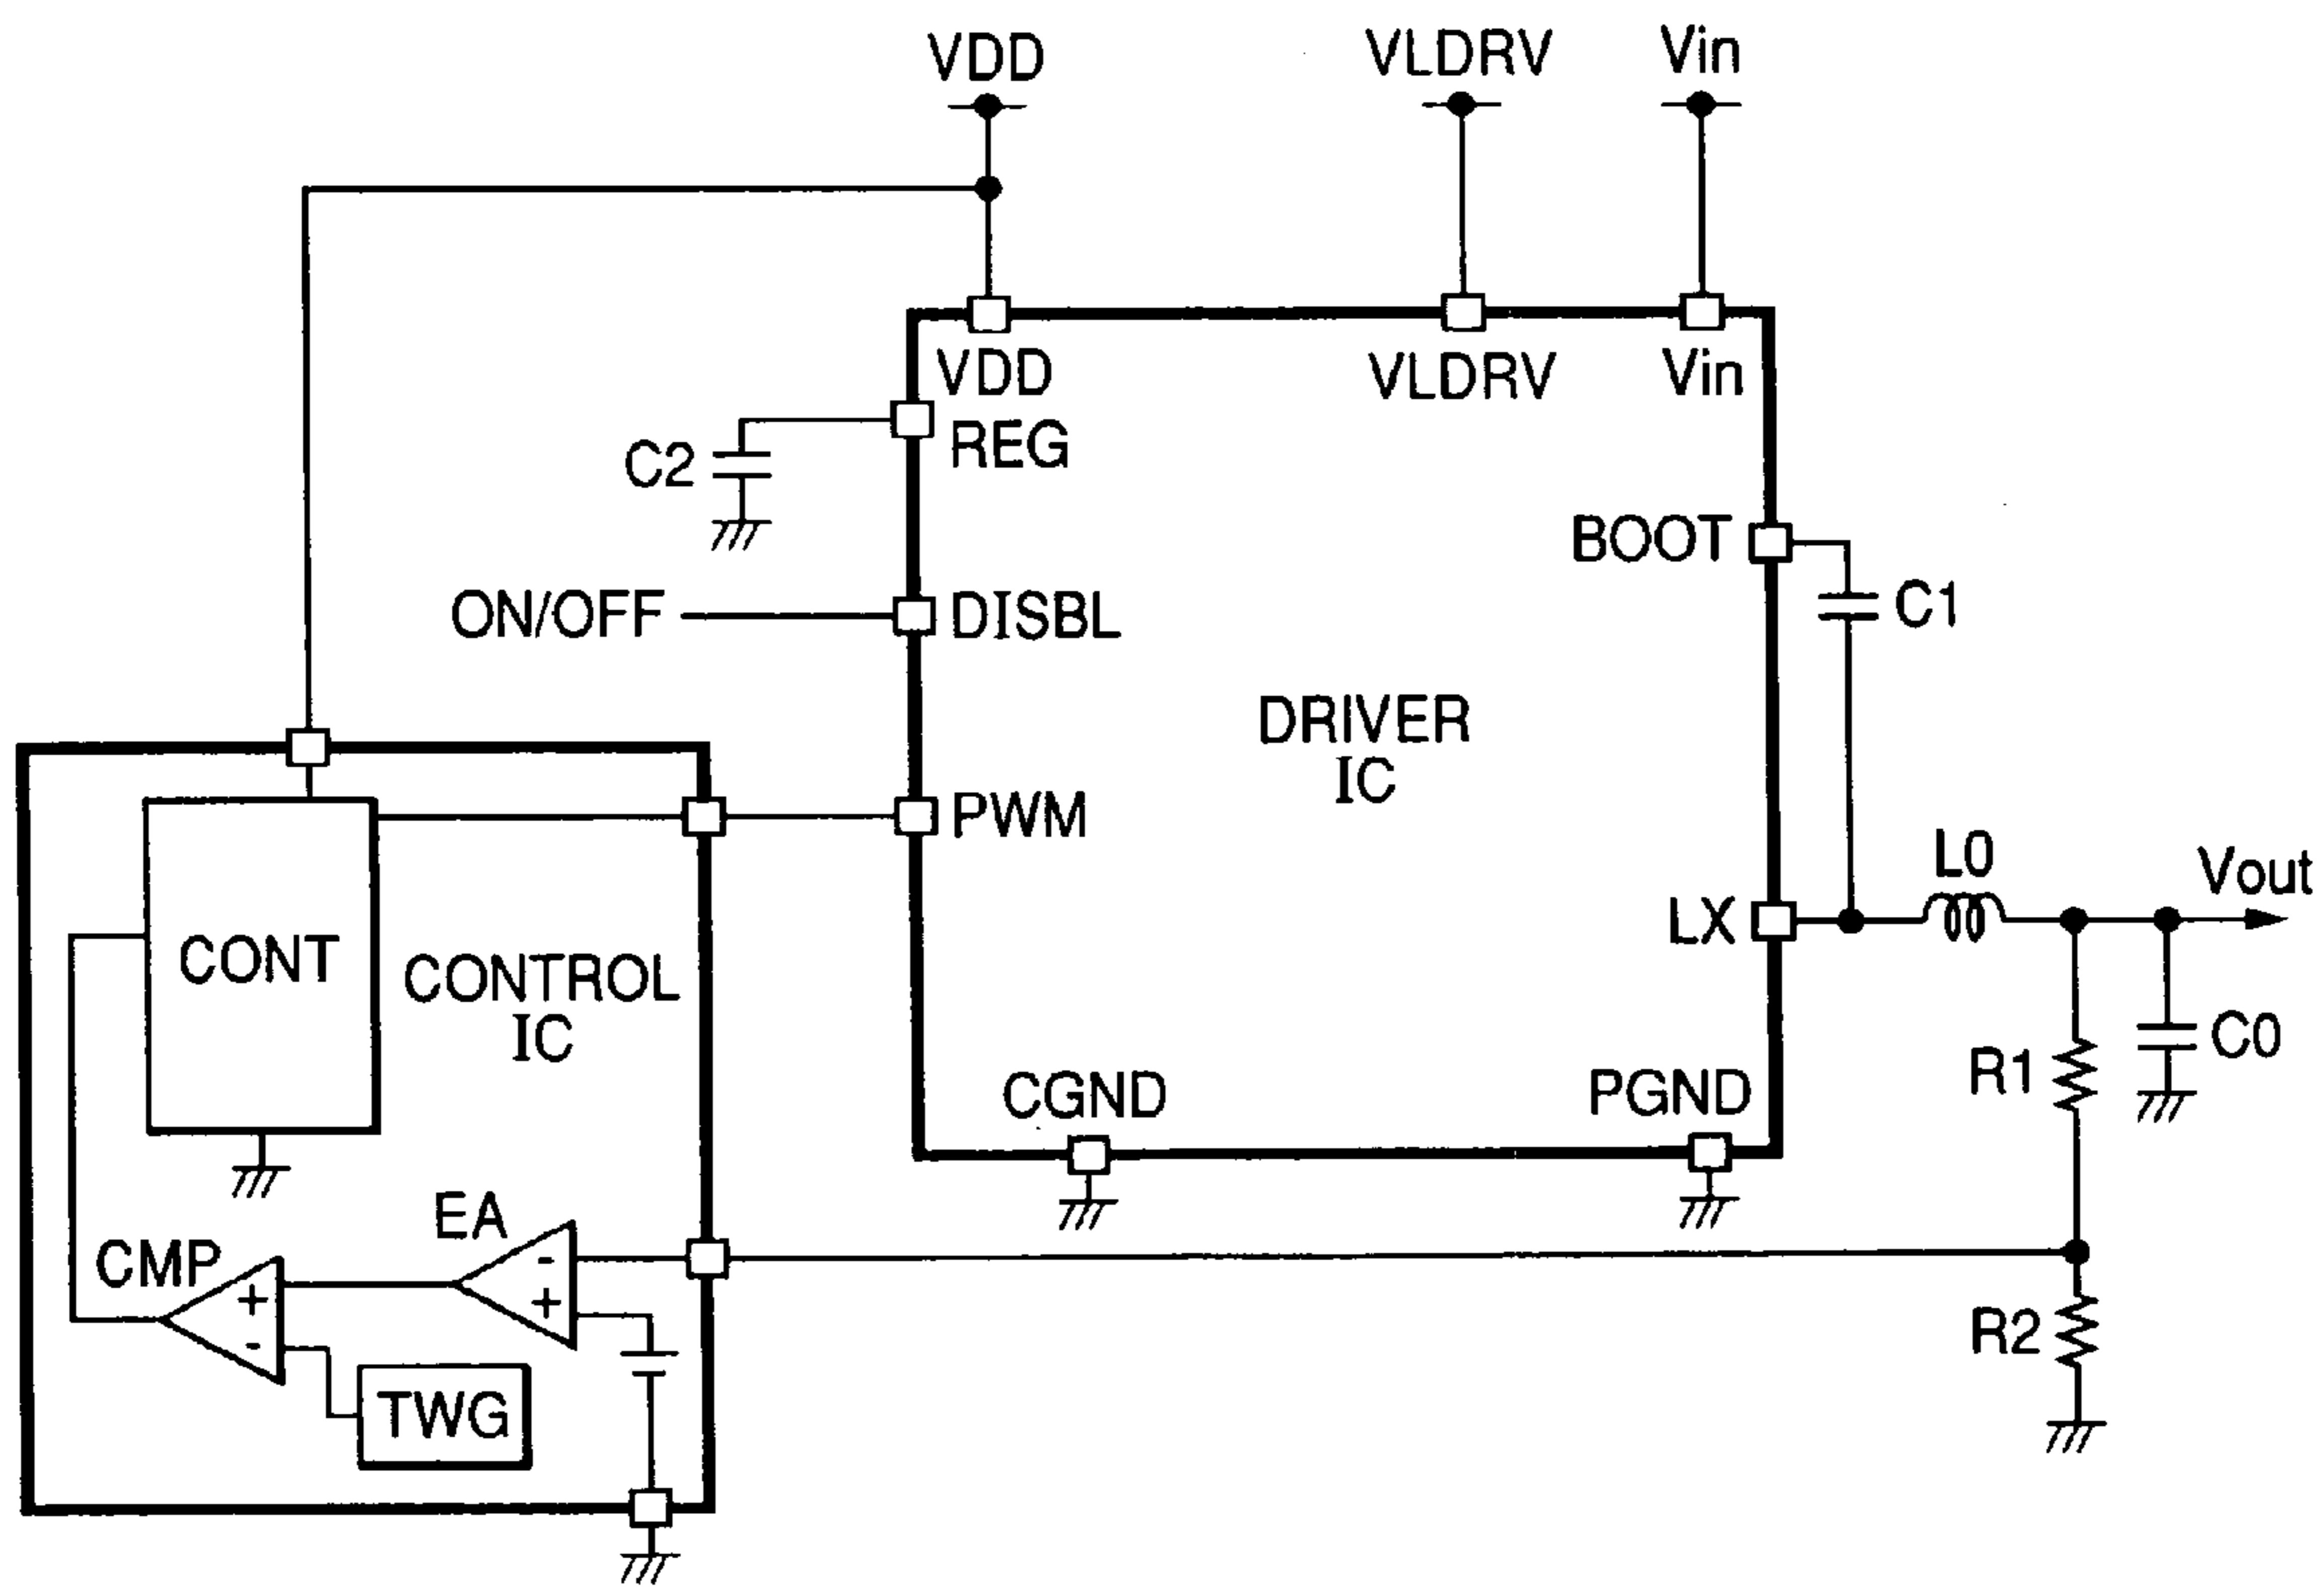 VDD
VLDRV
Vin
VDD
VLDRV
Vin
REG
C2
BOOT
C1
ON/OFF
DISBL
DRIVER
IC
PWM
L0
Vout
LX
CONT
CONTROL
IC
C0
R1
CGND
PGND
EA
CMP
-
+
+
-
R2
TWG